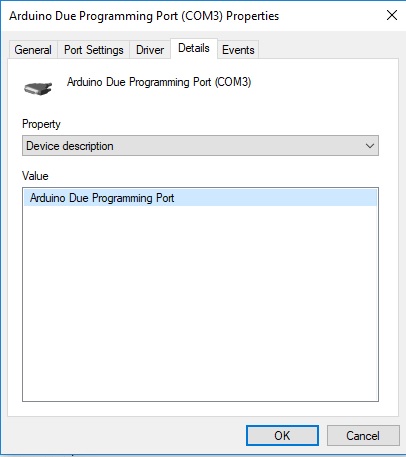 Arduino Due Programming Port (COM3) Properties
General Port Settings Driver Details Events
Arduino Due Programming Port (COM3)
Property
Device description
Value
Arduino Due Programming Port
OK Cancel